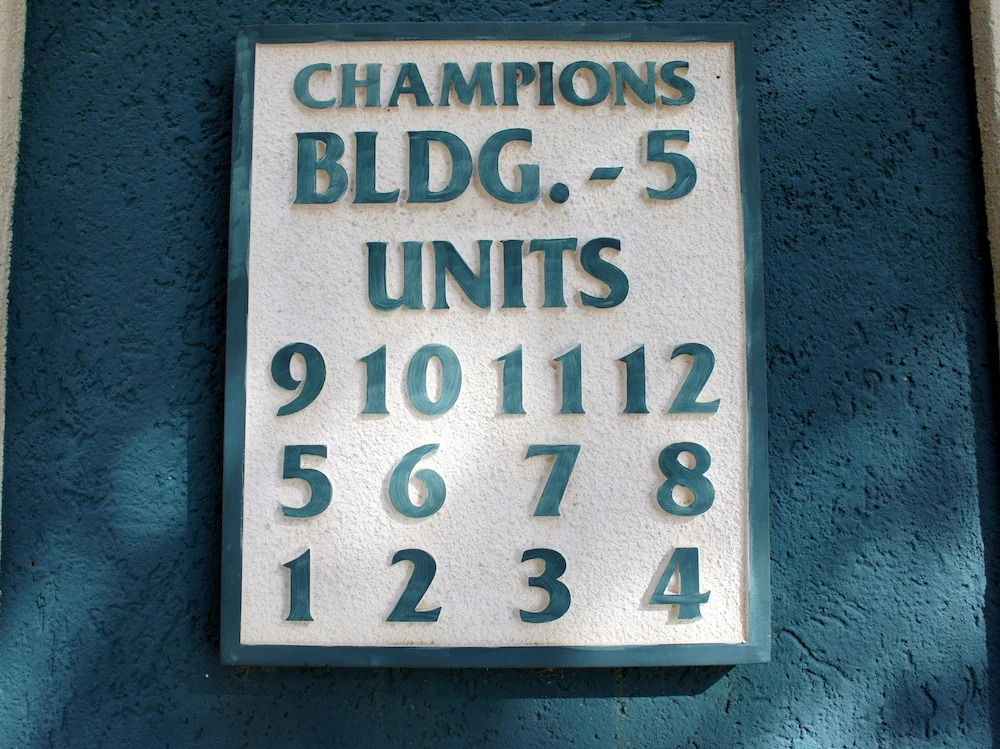 CHAMPIONS
BLDG. - 5
UNITS
9 10 11 12
5 6 7 8
1 2 3 4